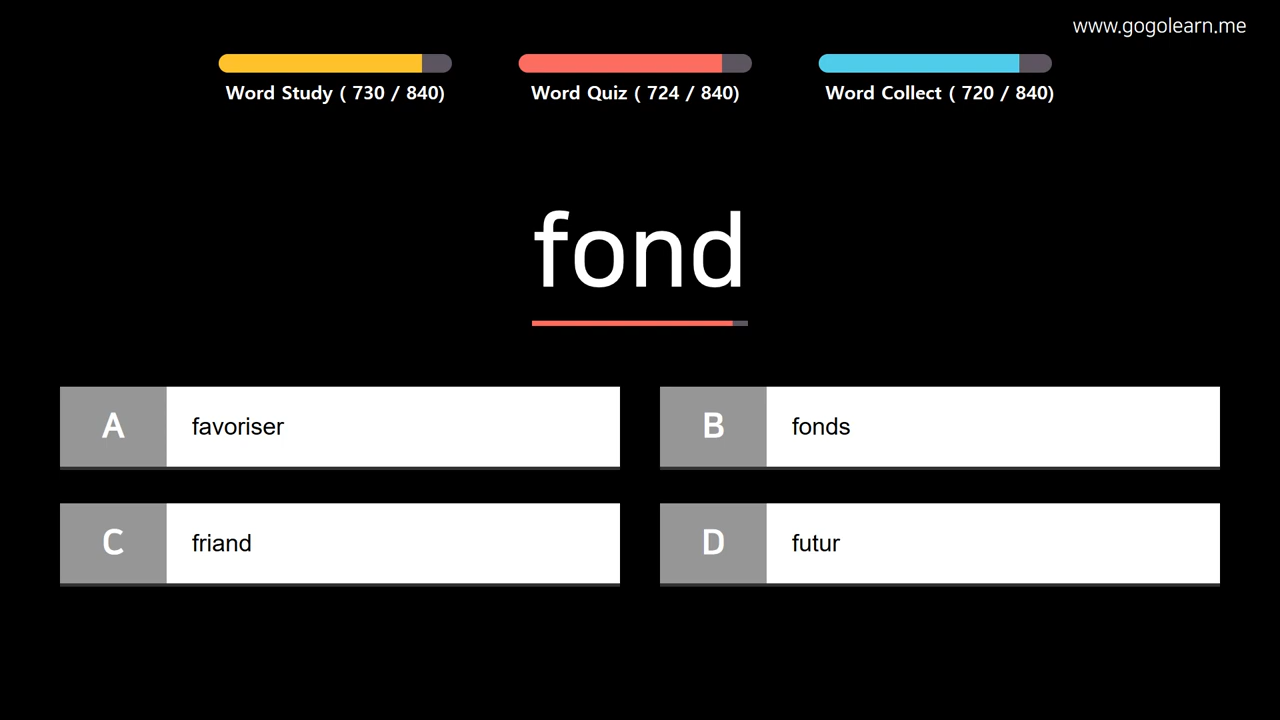 www.gogolearn.me
Word Study ( 730 / 840)
Word Quiz ( 724 / 840)
Word Collect ( 720 / 840)
fond
A favoriser
B fonds
C friand
D futur